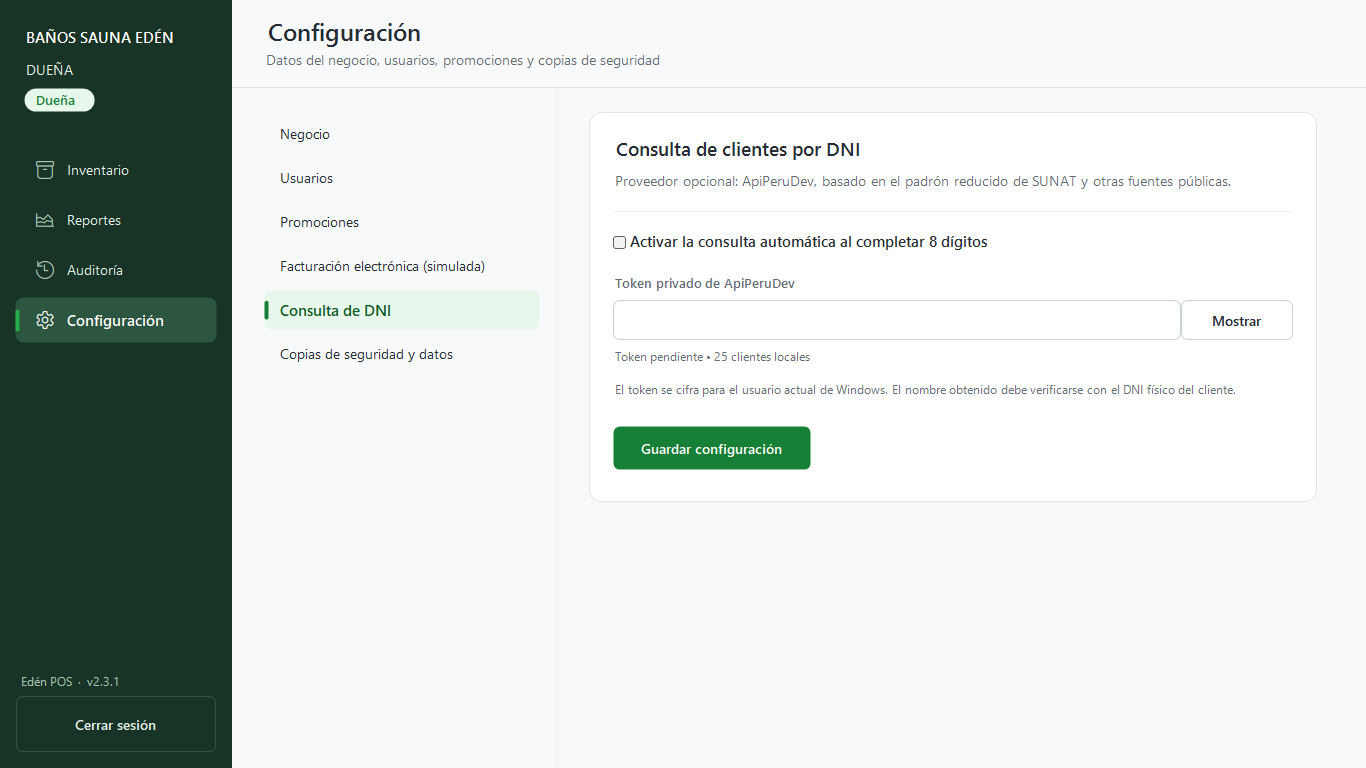 BAÑOS SAUNA EDÉN
DUEÑA
Dueña
Inventario
Reportes
Auditoría
Configuración
Edén POS · v2.3.1
Cerrar sesión
Configuración
Datos del negocio, usuarios, promociones y copias de seguridad
Negocio
Usuarios
Promociones
Facturación electrónica (simulada)
Consulta de DNI
Copias de seguridad y datos
Consulta de clientes por DNI
Proveedor opcional: ApiPeruDev, basado en el padrón reducido de SUNAT y otras fuentes públicas.
Activar la consulta automática al completar 8 dígitos
Token privado de ApiPeruDev
Mostrar
Token pendiente • 25 clientes locales
El token se cifra para el usuario actual de Windows. El nombre obtenido debe verificarse con el DNI físico del cliente.
Guardar configuración